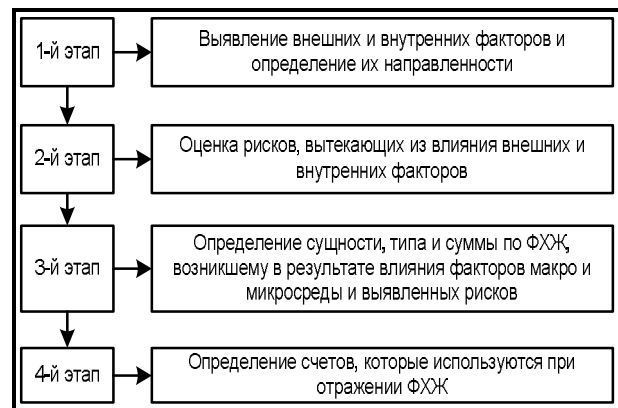 1-й этап
Выявление внешних и внутренних факторов и
определение их направленности
2-й этап
Оценка рисков, вытекающих из влияния внешних и
внутренних факторов
3-й этап
Определение сущности, типа и суммы по ФХЖ,
возникшему в результате влияния факторов макро и
микросреды и выявленных рисков
4-й этап
Определение счетов, которые используются при
отражении ФХЖ